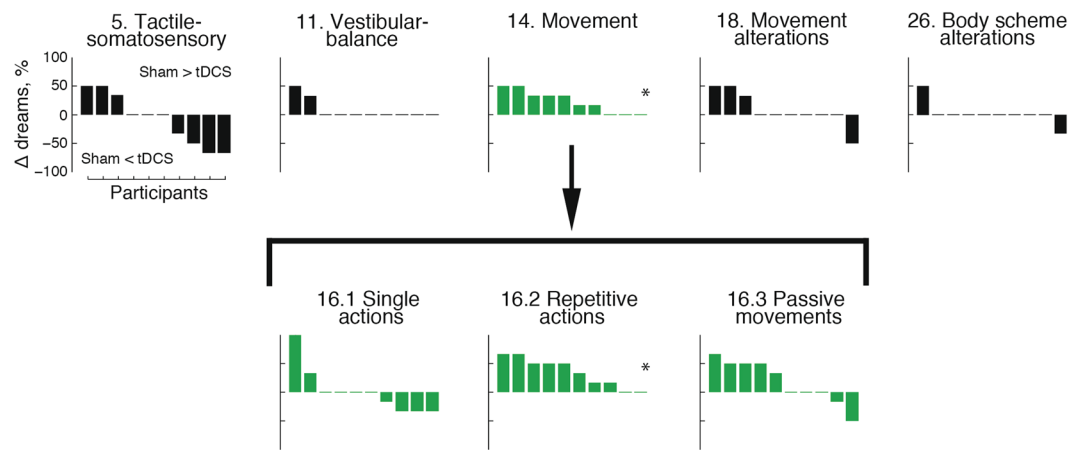 5. Tactile-
somatosensory
11. Vestibular-
balance
14. Movement
18. Movement
alterations
26. Body scheme
alterations
Δ dreams, %
100
50
0
−50
−100
Sham > tDCS
Sham < tDCS
Participants
*
16.1 Single
actions
16.2 Repetitive
actions
16.3 Passive
movements
*